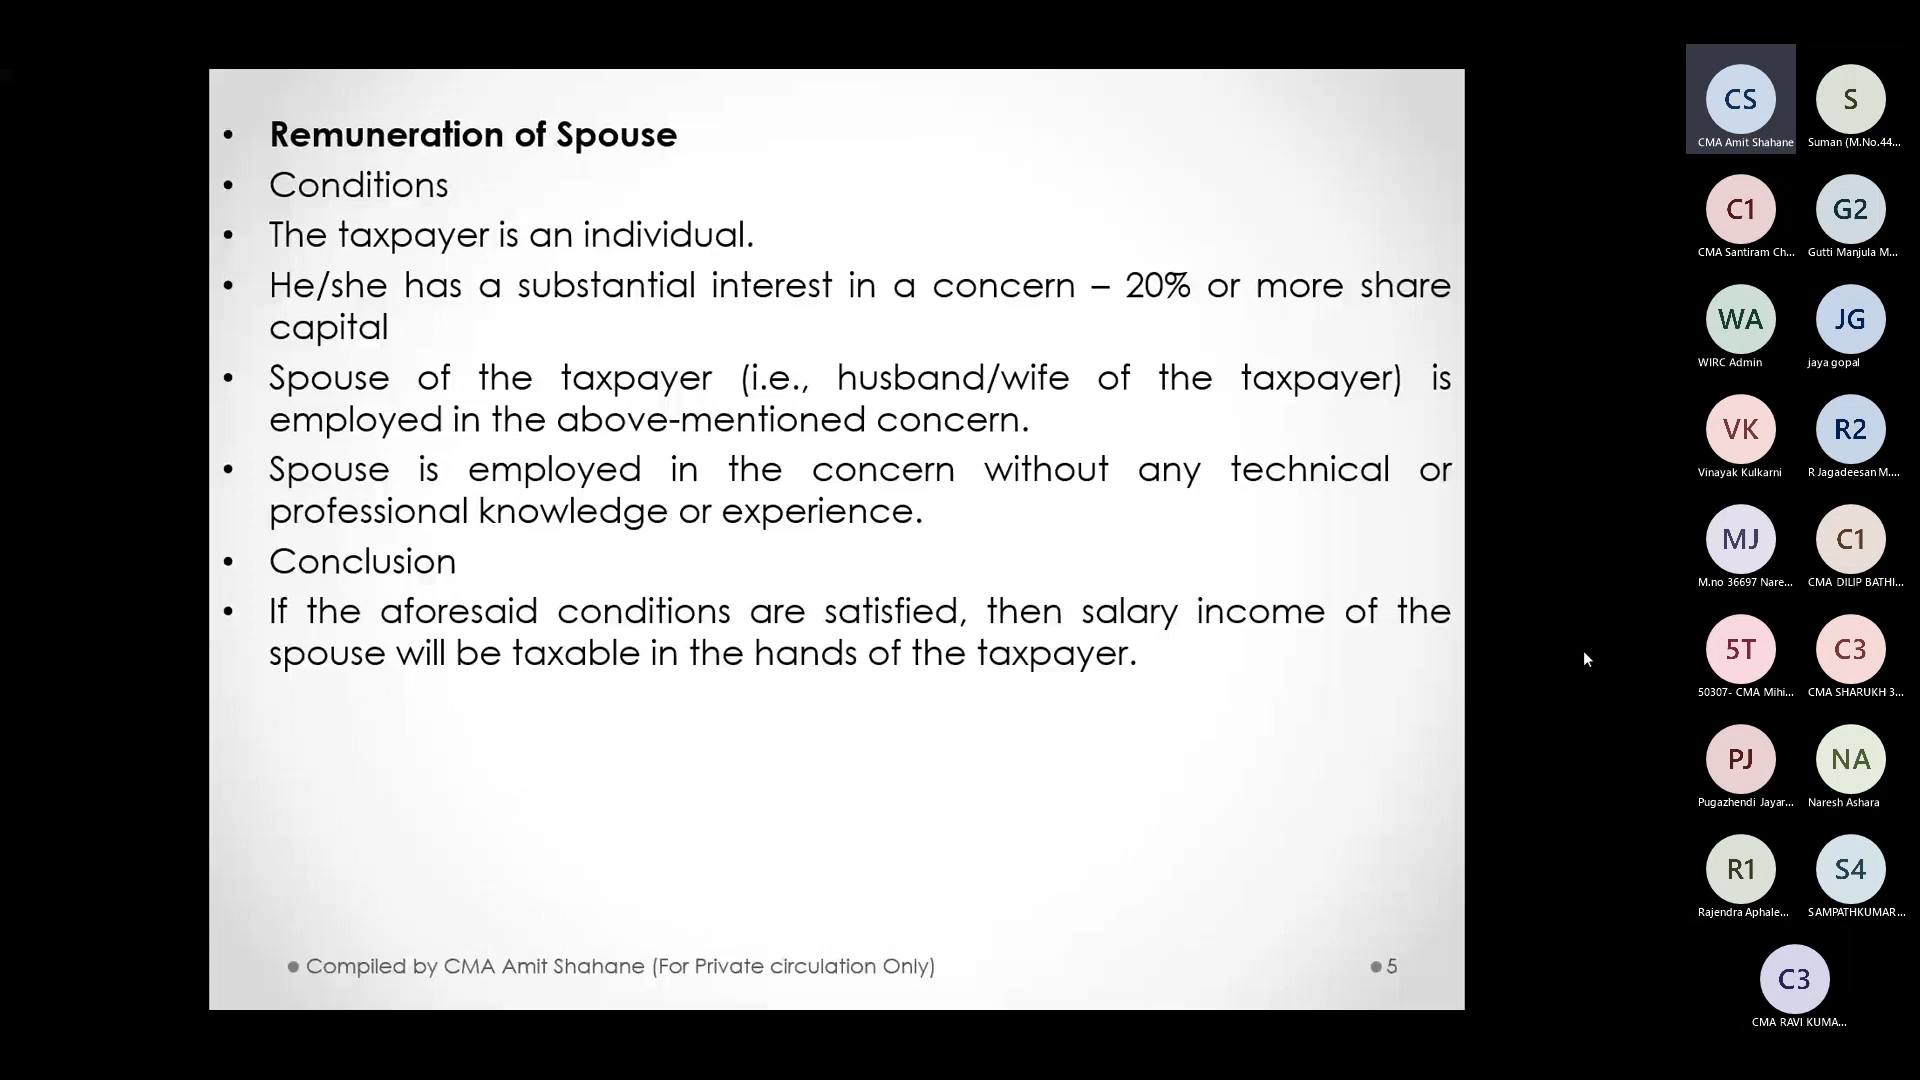 • Remuneration of Spouse
• Conditions
• The taxpayer is an individual.
• He/she has a substantial interest in a concern – 20% or more share
capital
• Spouse of the taxpayer (i.e., husband/wife of the taxpayer) is
employed in the above-mentioned concern.
• Spouse is employed in the concern without any technical or
professional knowledge or experience.
• Conclusion
• If the aforesaid conditions are satisfied, then salary income of the
spouse will be taxable in the hands of the taxpayer.
● Compiled by CMA Amit Shahane (For Private circulation Only)
● 5
CS
CMA Amit Shahane
S
Suman (M.No.44...
C1
CMA Santiram Ch...
G2
Gutti Manjula M...
WA
WIRC Admin
JG
jaya gopal
VK
Vinayak Kulkarni
R2
R Jagadeesan M....
MJ
M.no 36697 Nare...
C1
CMA DILIP BATHI...
5T
50307- CMA Mihi...
C3
CMA SHARUKH 3...
PJ
Pugazhendi Jayar...
NA
Naresh Ashara
R1
Rajendra Aphale...
S4
SAMPATHKUMAR...
C3
CMA RAVI KUMA...